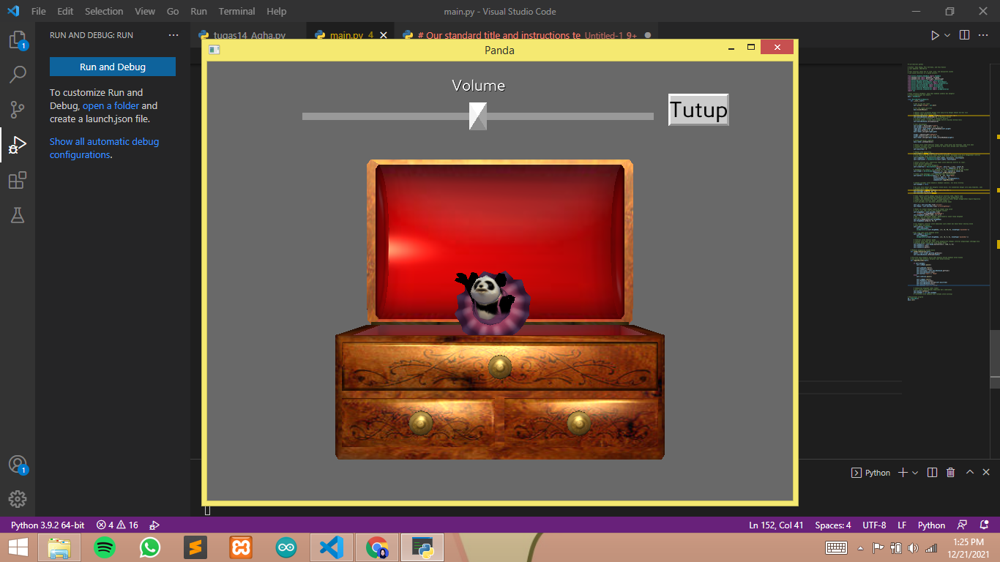 File Edit Selection View Go Run Terminal Help
main.py - Visual Studio Code
RUN AND DEBUG: RUN
tugas14_Agha.py
main.py 4
# Our standard title and instructions te Untitled-1 9+
Panda
Run and Debug
To customize Run and
Debug, open a folder and
create a launch.json file.
Show all automatic debug
configurations.
Volume
Tutup
1
1
Python
Python 3.9.2 64-bit
4
16
Ln 152, Col 41
Spaces: 4
UTF-8
LF
Python
1:25 PM
12/21/2021